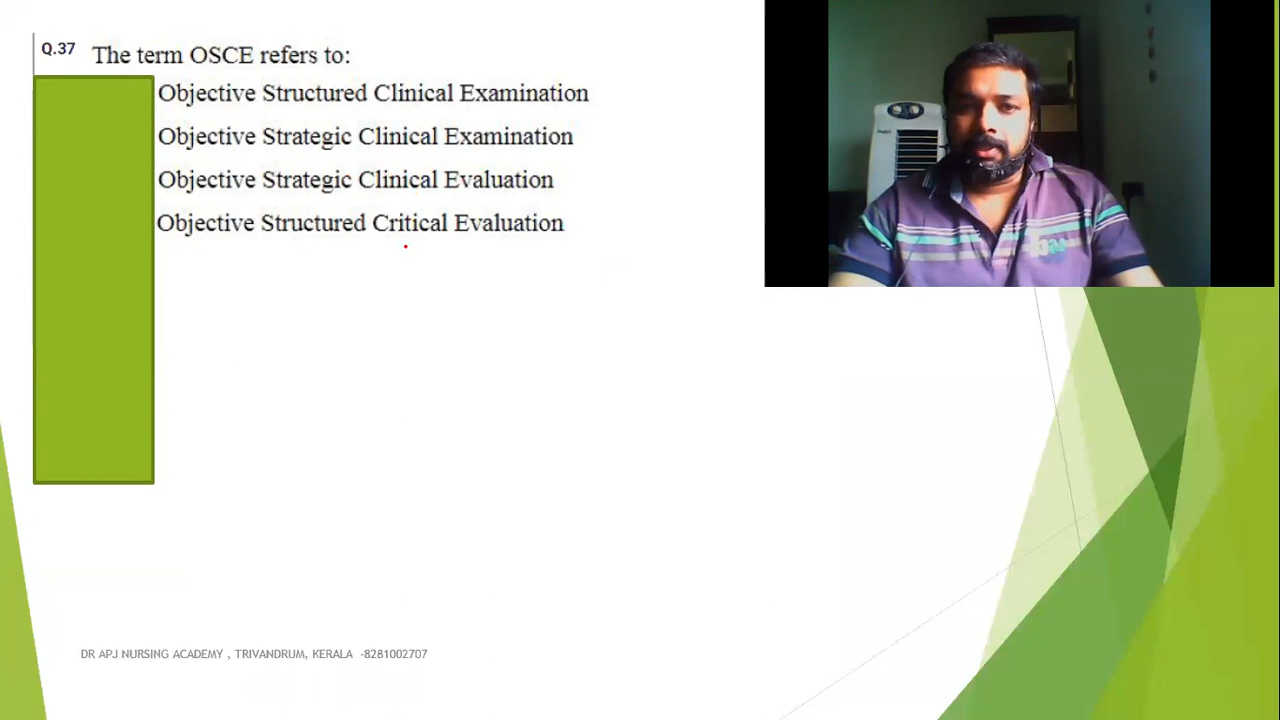 Q.37 The term OSCE refers to:
Objective Structured Clinical Examination
Objective Strategic Clinical Examination
Objective Strategic Clinical Evaluation
Objective Structured Critical Evaluation
DR APJ NURSING ACADEMY , TRIVANDRUM, KERALA -8281002707